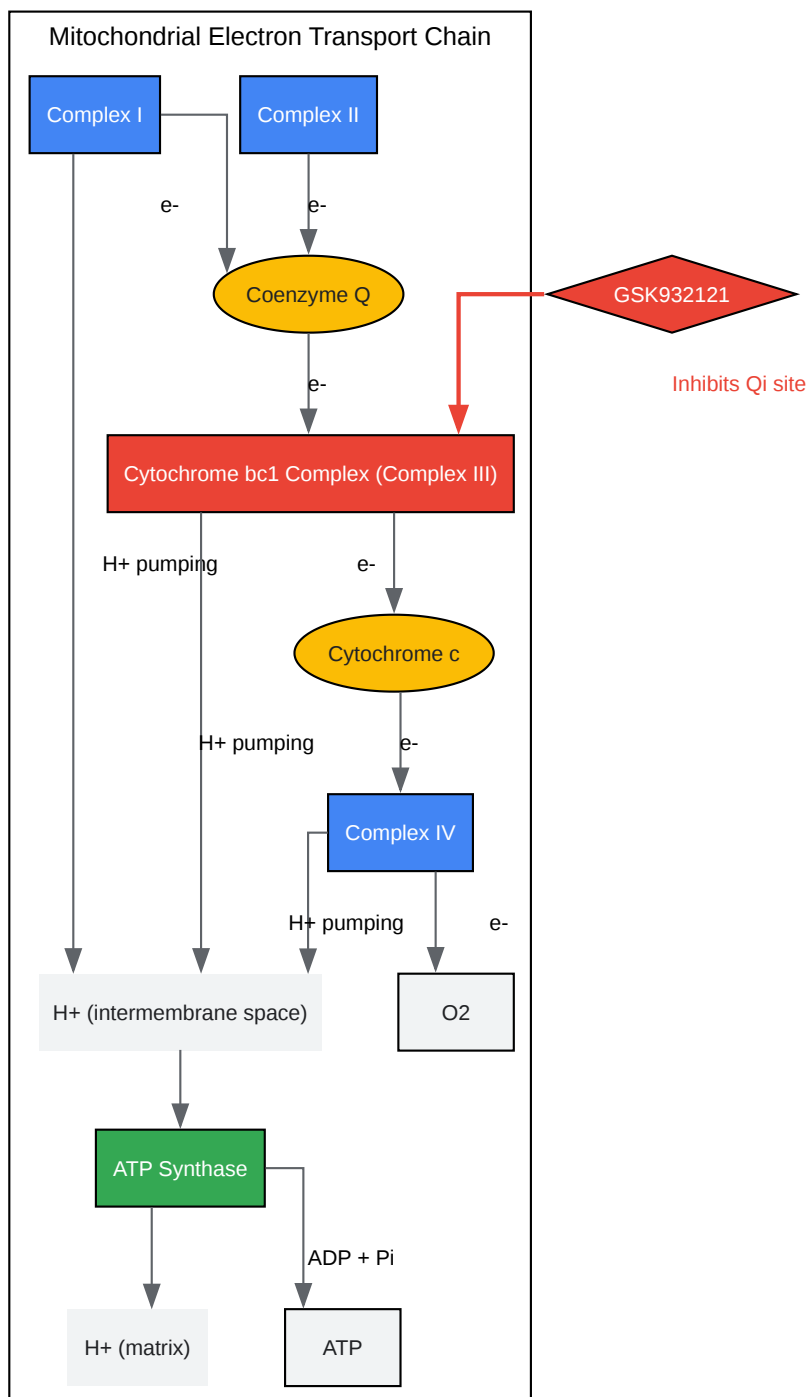 Mitochondrial Electron Transport Chain
Complex I
Complex II
e-
e-
Coenzyme Q
GSK932121
e-
Inhibits Qi site
Cytochrome bc1 Complex (Complex III)
H+ pumping
e-
Cytochrome c
H+ pumping
e-
Complex IV
H+ pumping
e-
H+ (intermembrane space)
O2
ATP Synthase
ADP + Pi
H+ (matrix)
ATP